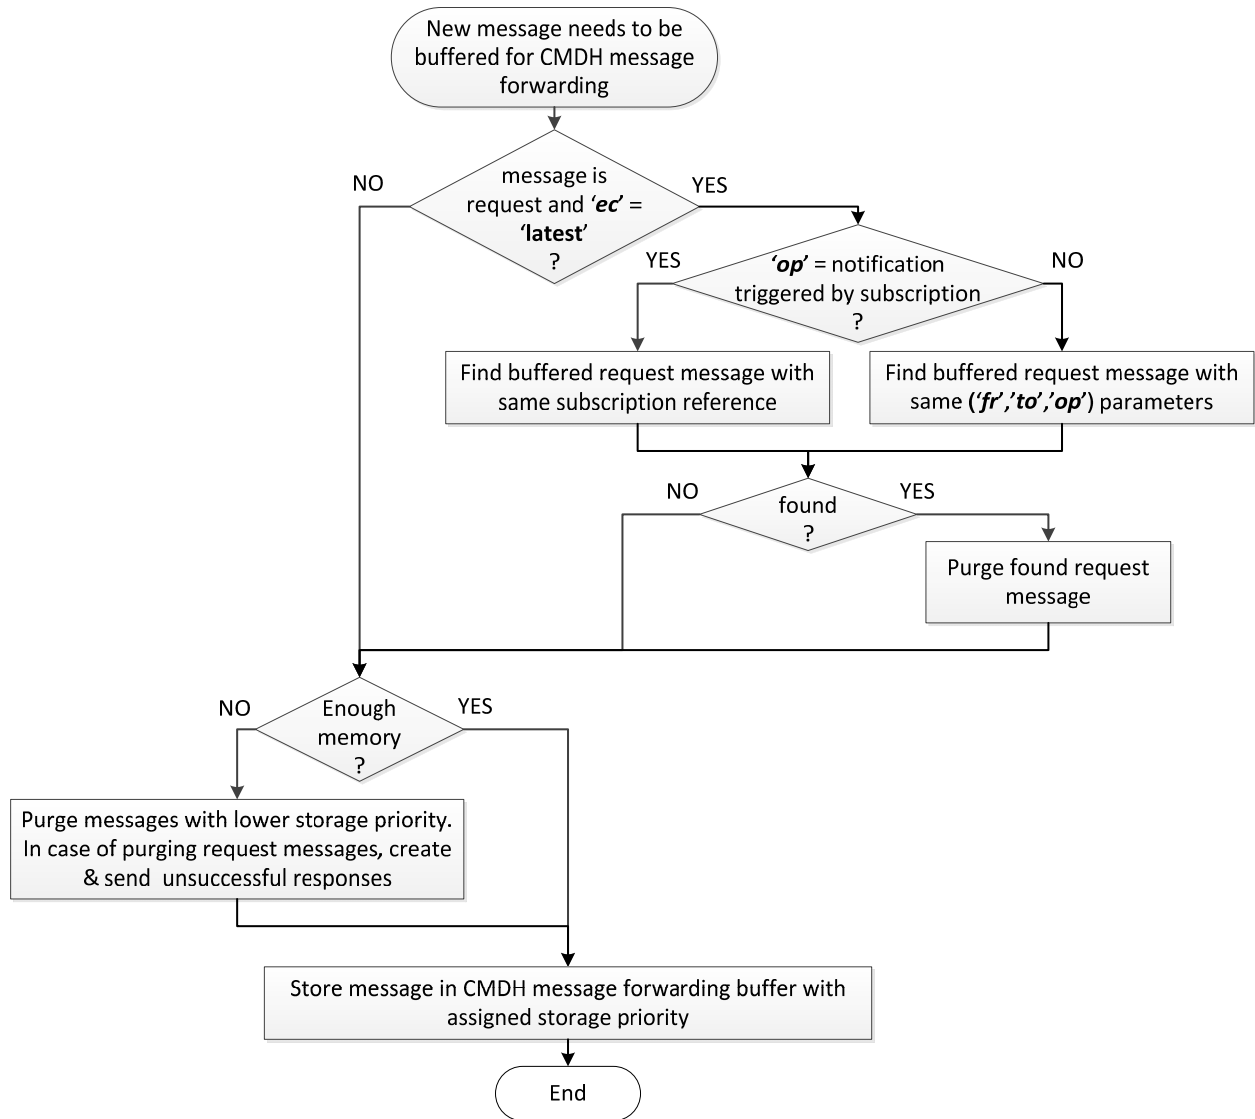 New message needs to be
buffered for CMDH message
forwarding
NO
message is
request and ‘ec’ =
‘latest’
?
YES
YES
‘op’ = notification
triggered by subscription
?
NO
Find buffered request message with
same subscription reference
Find buffered request message with
same (‘fr’,’to’,’op’) parameters
NO
found
?
YES
Purge found request
message
NO
Enough
memory
?
YES
Purge messages with lower storage priority.
In case of purging request messages, create
& send  unsuccessful responses
Store message in CMDH message forwarding buffer with
assigned storage priority
End